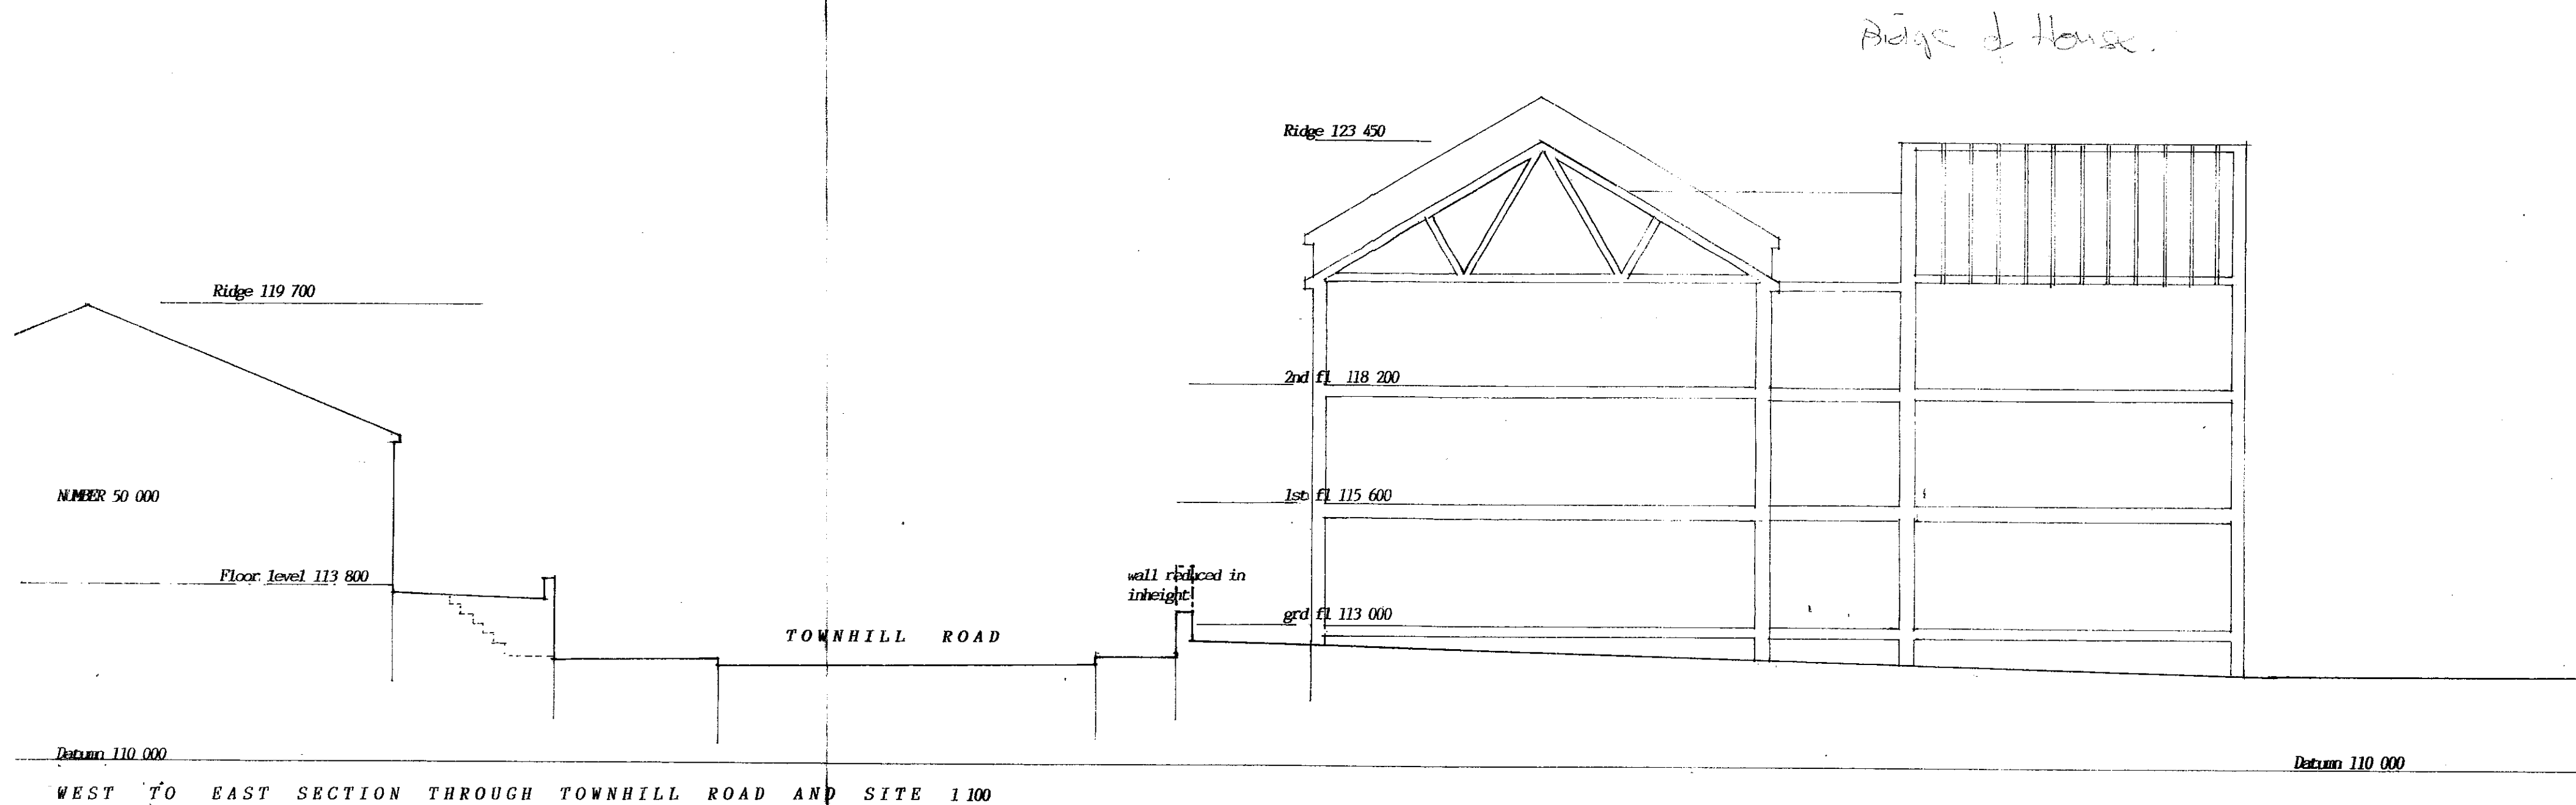 Ridge of House.
Ridge 123 450
Ridge 119 700
2nd fl 118 200
NUMBER 50 000
1st fl 115 600
Floor level 113 800
wall reduced in
inheight
grd fl 113 000
TOWNHILL ROAD
Datumn 110 000
Datumn 110 000
WEST TO EAST SECTION THROUGH TOWNHILL ROAD AND SITE 1 100